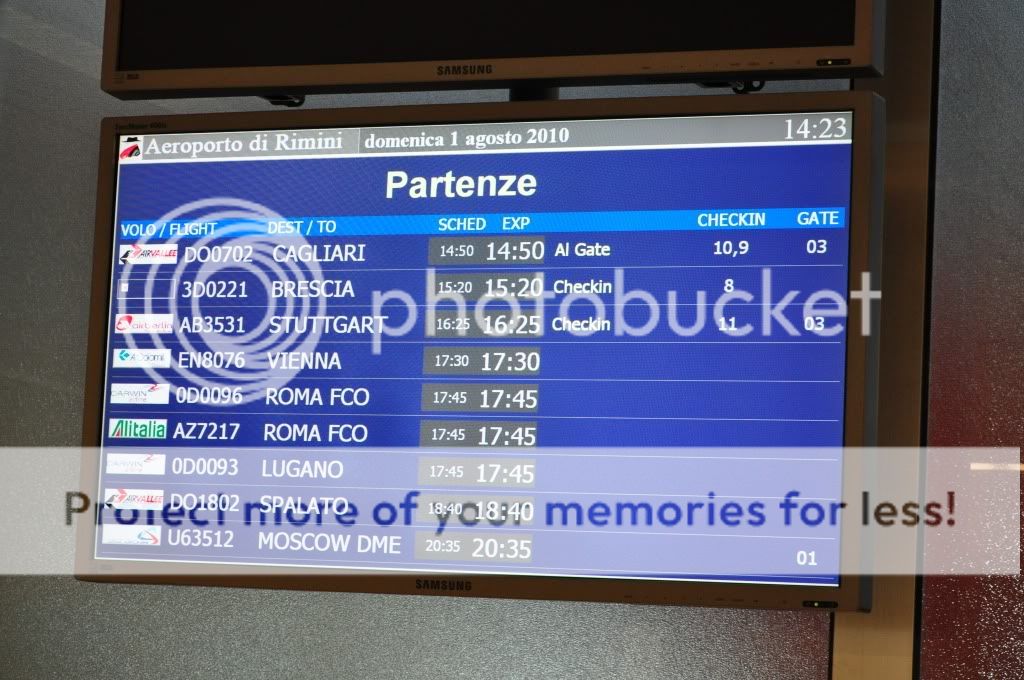 SAMSUNG
Aeroporto di Rimini domenica 1 agosto 2010 14:23
Partenze
VOLO / FLIGHT DEST / TO SCHED EXP CHECKIN GATE
AIRVALLEE DO0702 CAGLIARI 14:50 14:50 Al Gate 10,9 03
3D0221 BRESCIA 15:20 15:20 Checkin 8
airberlin AB3531 STUTTGART 16:25 16:25 Checkin 11 03
EN8076 VIENNA 17:30 17:30
DARWIN 0D0096 ROMA FCO 17:45 17:45
Alitalia AZ7217 ROMA FCO 17:45 17:45
DARWIN 0D0093 LUGANO 17:45 17:45
AIRVALLEE DO1802 SPALATO 18:40 18:40
U63512 MOSCOW DME 20:35 20:35 01
SAMSUNG
photobucket
Protect more of your memories for less!